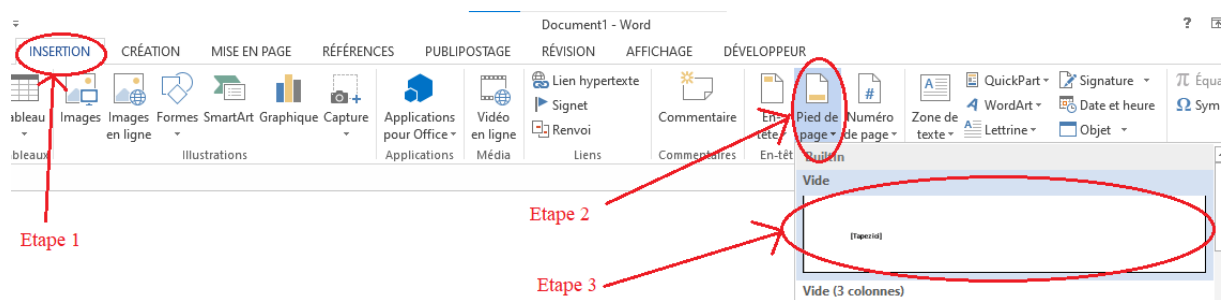 Document1 - Word
?
INSERTION CRÉATION MISE EN PAGE RÉFÉRENCES PUBLIPOSTAGE RÉVISION AFFICHAGE DÉVELOPPEUR
Images
Images
en ligne
Formes
SmartArt
Graphique
Capture
Applications
pour Office
Vidéo
en ligne
Lien hypertexte
Signet
Renvoi
Commentaire
En-
tête
Pied de
page
Numéro
de page
#
A
Zone de
texte
QuickPart
WordArt
Lettrine
Signature
Date et heure
Objet
π Équa
Ω Sym
Illustrations
Applications
Média
Liens
Commentaires
En-têt
BuiltIn
Vide
[Tapez ici]
Vide (3 colonnes)
Etape 1
Etape 2
Etape 3